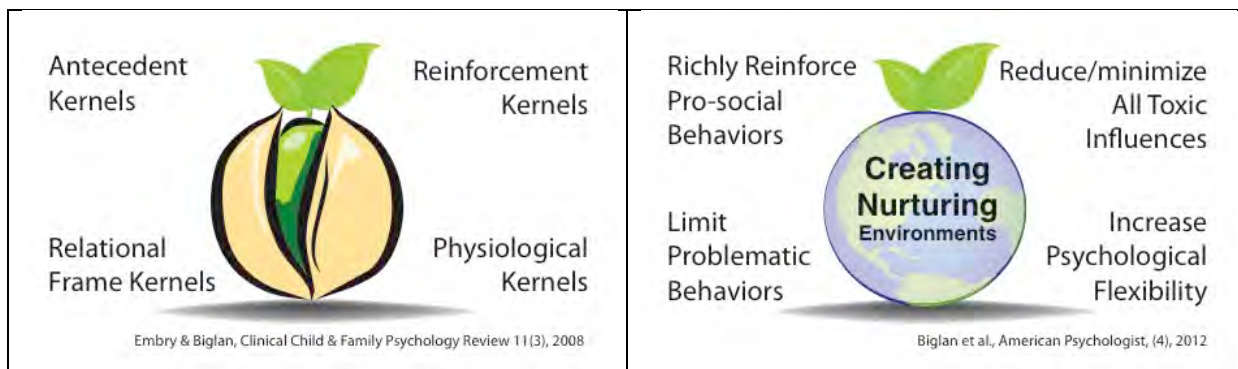 Antecedent
Kernels
Reinforcement
Kernels
Relational
Frame Kernels
Physiological
Kernels
Embry & Biglan, Clinical Child & Family Psychology Review 11(3), 2008
Richly Reinforce
Pro-social
Behaviors
Reduce/minimize
All Toxic
Influences
Creating
Nurturing
Environments
Limit
Problematic
Behaviors
Increase
Psychological
Flexibility
Biglan et al., American Psychologist, (4), 2012